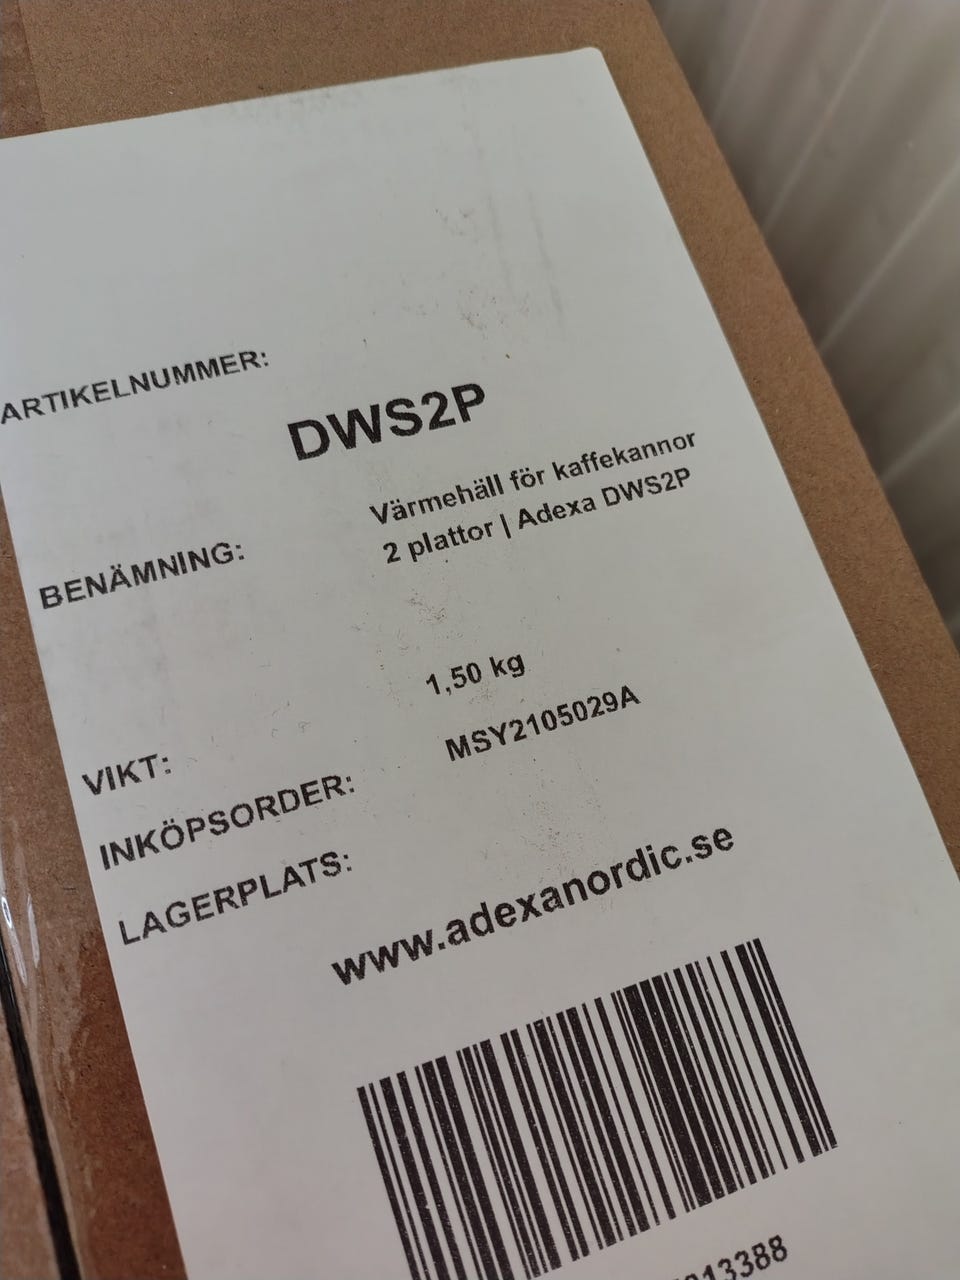 ARTIKELNUMMER:
DWS2P
BENÄMNING:
Värmehäll för kaffekannor
2 plattor | Adexa DWS2P
VIKT:
1,50 kg
INKÖPSORDER:
MSY2105029A
LAGERPLATS:
www.adexanordic.se